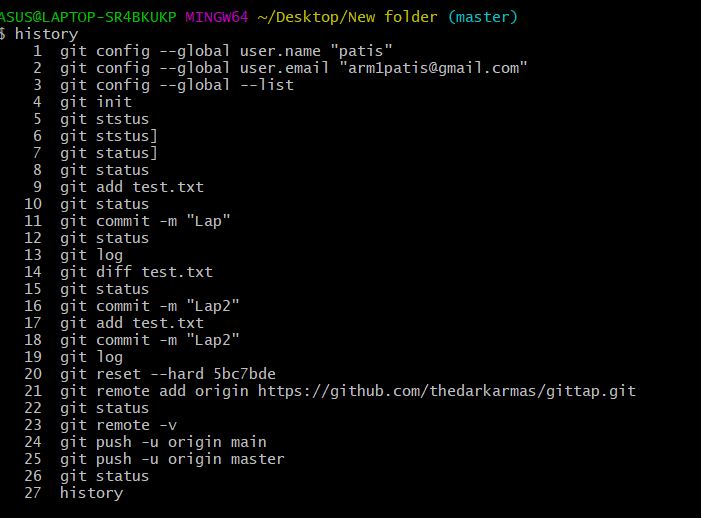 ASUS@LAPTOP-SR4BKUKP MINGW64 ~/Desktop/New folder (master)
$ history
1 git config --global user.name "patis"
2 git config --global user.email "arm1patis@gmail.com"
3 git config --global --list
4 git init
5 git ststus
6 git ststus]
7 git status]
8 git status
9 git add test.txt
10 git status
11 git commit -m "Lap"
12 git status
13 git log
14 git diff test.txt
15 git status
16 git commit -m "Lap2"
17 git add test.txt
18 git commit -m "Lap2"
19 git log
20 git reset --hard 5bc7bde
21 git remote add origin https://github.com/thedarkarmas/gittap.git
22 git status
23 git remote -v
24 git push -u origin main
25 git push -u origin master
26 git status
27 history